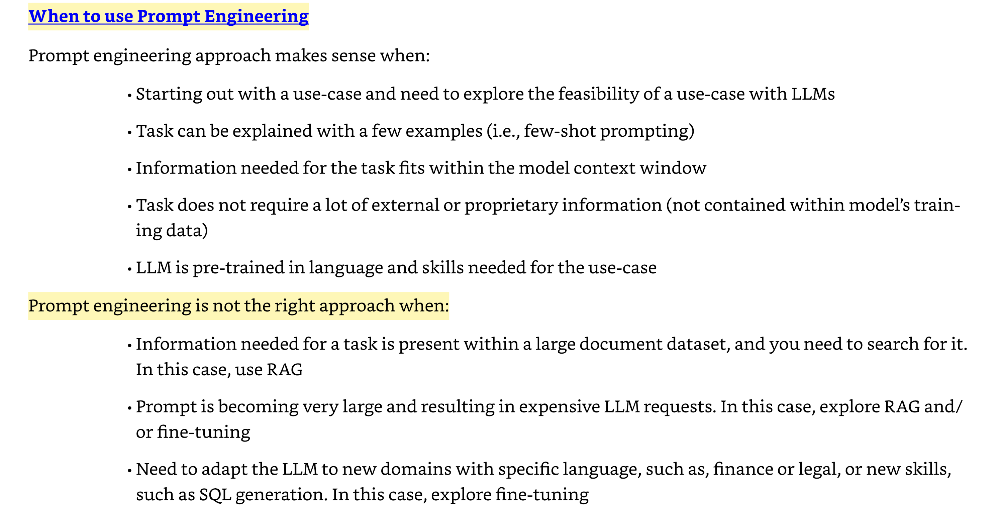 When to use Prompt Engineering
Prompt engineering approach makes sense when:
• Starting out with a use-case and need to explore the feasibility of a use-case with LLMs
• Task can be explained with a few examples (i.e., few-shot prompting)
• Information needed for the task fits within the model context window
• Task does not require a lot of external or proprietary information (not contained within model’s train-
ing data)
• LLM is pre-trained in language and skills needed for the use-case
Prompt engineering is not the right approach when:
• Information needed for a task is present within a large document dataset, and you need to search for it.
In this case, use RAG
• Prompt is becoming very large and resulting in expensive LLM requests. In this case, explore RAG and/
or fine-tuning
• Need to adapt the LLM to new domains with specific language, such as, finance or legal, or new skills,
such as SQL generation. In this case, explore fine-tuning